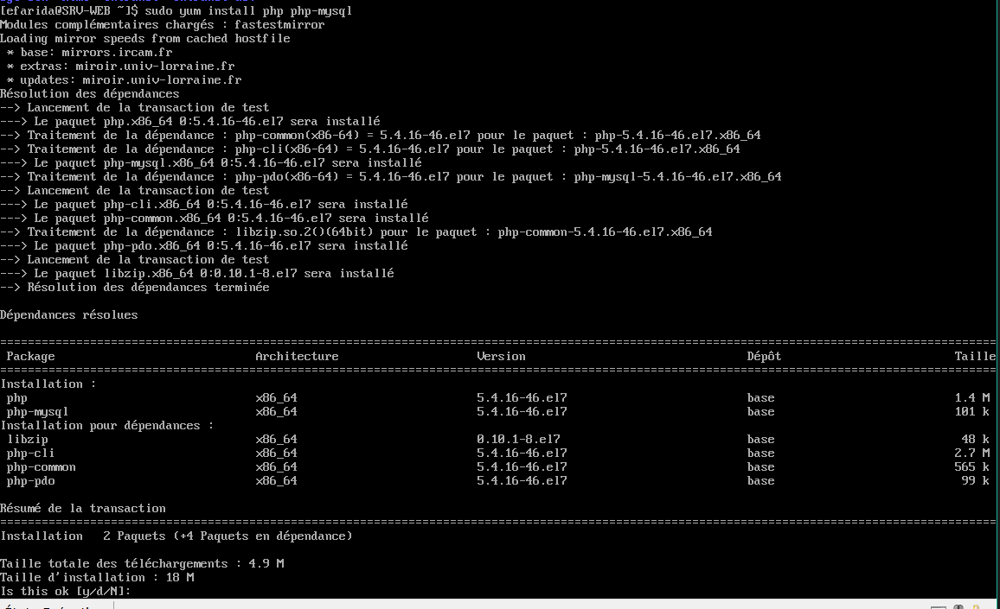 [efarida@SRV-WEB ~]$ sudo yum install php php-mysql
Modules complémentaires chargés : fastestmirror
Loading mirror speeds from cached hostfile
 * base: mirrors.ircam.fr
 * extras: miroir.univ-lorraine.fr
 * updates: miroir.univ-lorraine.fr
Résolution des dépendances
--> Lancement de la transaction de test
---> Le paquet php.x86_64 0:5.4.16-46.el7 sera installé
--> Traitement de la dépendance : php-common(x86-64) = 5.4.16-46.el7 pour le paquet : php-5.4.16-46.el7.x86_64
--> Traitement de la dépendance : php-cli(x86-64) = 5.4.16-46.el7 pour le paquet : php-5.4.16-46.el7.x86_64
---> Le paquet php-mysql.x86_64 0:5.4.16-46.el7 sera installé
--> Traitement de la dépendance : php-pdo(x86-64) = 5.4.16-46.el7 pour le paquet : php-mysql-5.4.16-46.el7.x86_64
--> Lancement de la transaction de test
---> Le paquet php-cli.x86_64 0:5.4.16-46.el7 sera installé
---> Le paquet php-common.x86_64 0:5.4.16-46.el7 sera installé
--> Traitement de la dépendance : libzip.so.2()(64bit) pour le paquet : php-common-5.4.16-46.el7.x86_64
---> Le paquet php-pdo.x86_64 0:5.4.16-46.el7 sera installé
--> Lancement de la transaction de test
---> Le paquet libzip.x86_64 0:0.10.1-8.el7 sera installé
--> Résolution des dépendances terminée
Dépendances résolues
Package Architecture Version Dépôt Taille
Installation :
php x86_64 5.4.16-46.el7 base 1.4 M
php-mysql x86_64 5.4.16-46.el7 base 101 k
Installation pour dépendances :
libzip x86_64 0.10.1-8.el7 base 48 k
php-cli x86_64 5.4.16-46.el7 base 2.7 M
php-common x86_64 5.4.16-46.el7 base 565 k
php-pdo x86_64 5.4.16-46.el7 base 99 k
Résumé de la transaction
Installation 2 Paquets (+4 Paquets en dépendance)
Taille totale des téléchargements : 4.9 M
Taille d'installation : 18 M
Is this ok [y/d/N]: